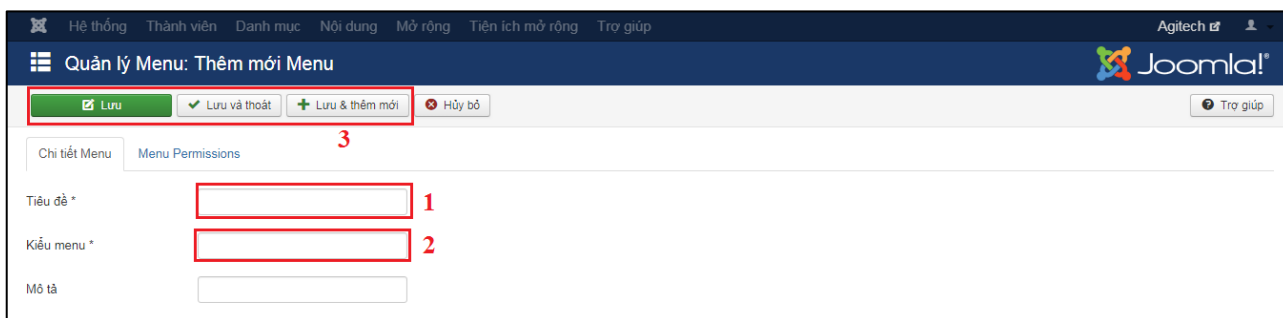 Hệ thống Thành viên Danh mục Nội dung Mở rộng Tiện ích mở rộng Trợ giúp Agitech
Quản lý Menu: Thêm mới Menu Joomla!®
Lưu Lưu và thoát Lưu & thêm mới Hủy bỏ Trợ giúp
3
Chi tiết Menu Menu Permissions
Tiêu đề * 1
Kiểu menu * 2
Mô tả